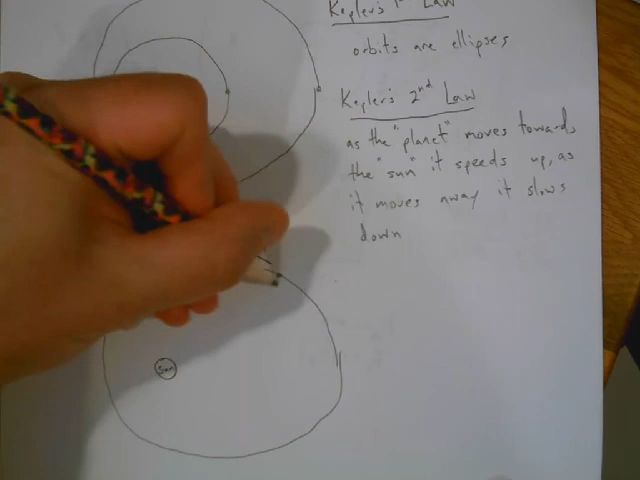 Kepler's 1st Law
orbits are ellipses
Kepler's 2nd Law
as the "planet" moves towards
the "sun" it speeds up, as
it moves away it slows
down
Sun